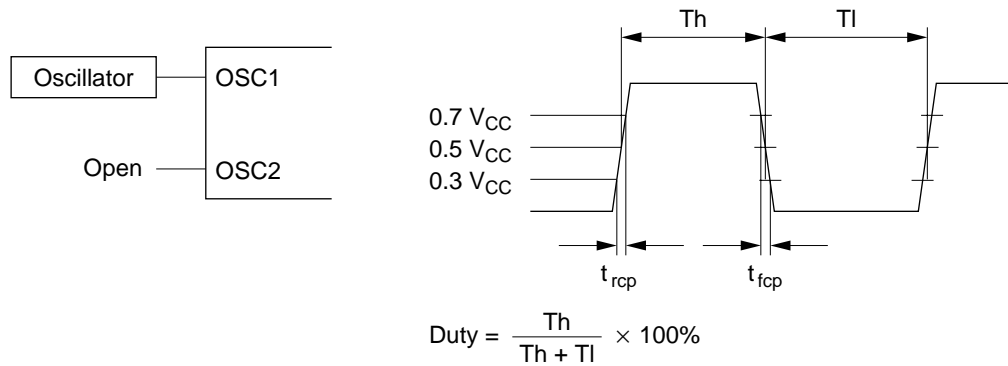 Th Tl
Oscillator OSC1
0.7 VCC
0.5 VCC
Open OSC2
0.3 VCC
trcp tfcp
Duty = Th / Th + Tl × 100%